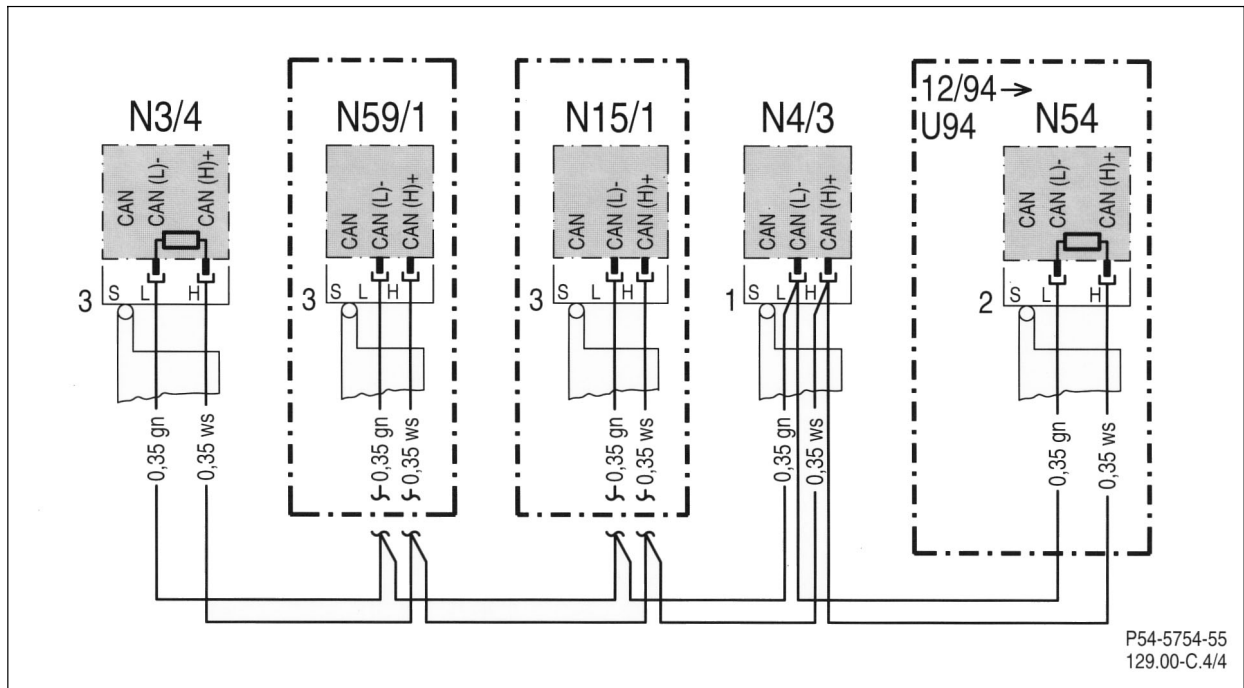 12/94→
U94
N3/4
N59/1
N15/1
N4/3
N54
CAN
CAN (L)-
CAN (H)+
CAN
CAN (L)-
CAN (H)+
CAN
CAN (L)-
CAN (H)+
CAN
CAN (L)-
CAN (H)+
CAN
CAN (L)-
CAN (H)+
3 S L H
3 S L H
3 S L H
1 S L H
2 S L H
0,35 gn
0,35 ws
0,35 gn
0,35 ws
0,35 gn
0,35 ws
0,35 gn
0,35 ws
0,35 gn
0,35 ws
P54-5754-55
129.00-C.4/4